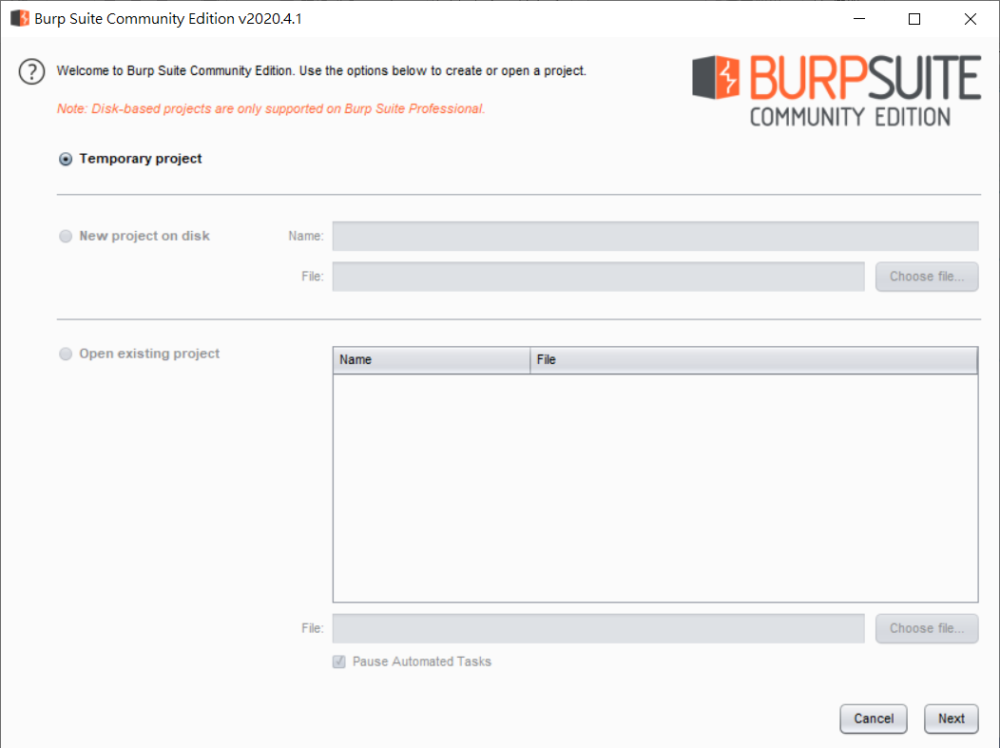 Burp Suite Community Edition v2020.4.1
? Welcome to Burp Suite Community Edition. Use the options below to create or open a project.
BURPSUITE
COMMUNITY EDITION
Note: Disk-based projects are only supported on Burp Suite Professional.
Temporary project
New project on disk Name:
File: Choose file...
Open existing project
Name File
File: Choose file...
Pause Automated Tasks
Cancel Next